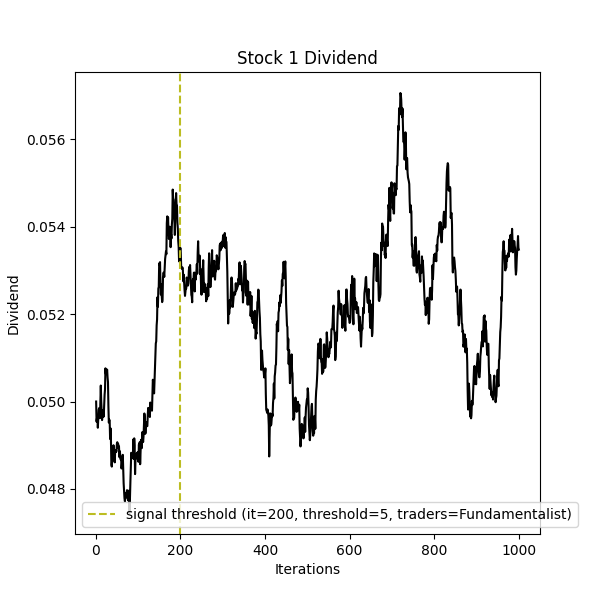 Stock 1 Dividend
Dividend
0.056
0.054
0.052
0.050
0.048
signal threshold (it=200, threshold=5, traders=Fundamentalist)
0 200 400 600 800 1000
Iterations